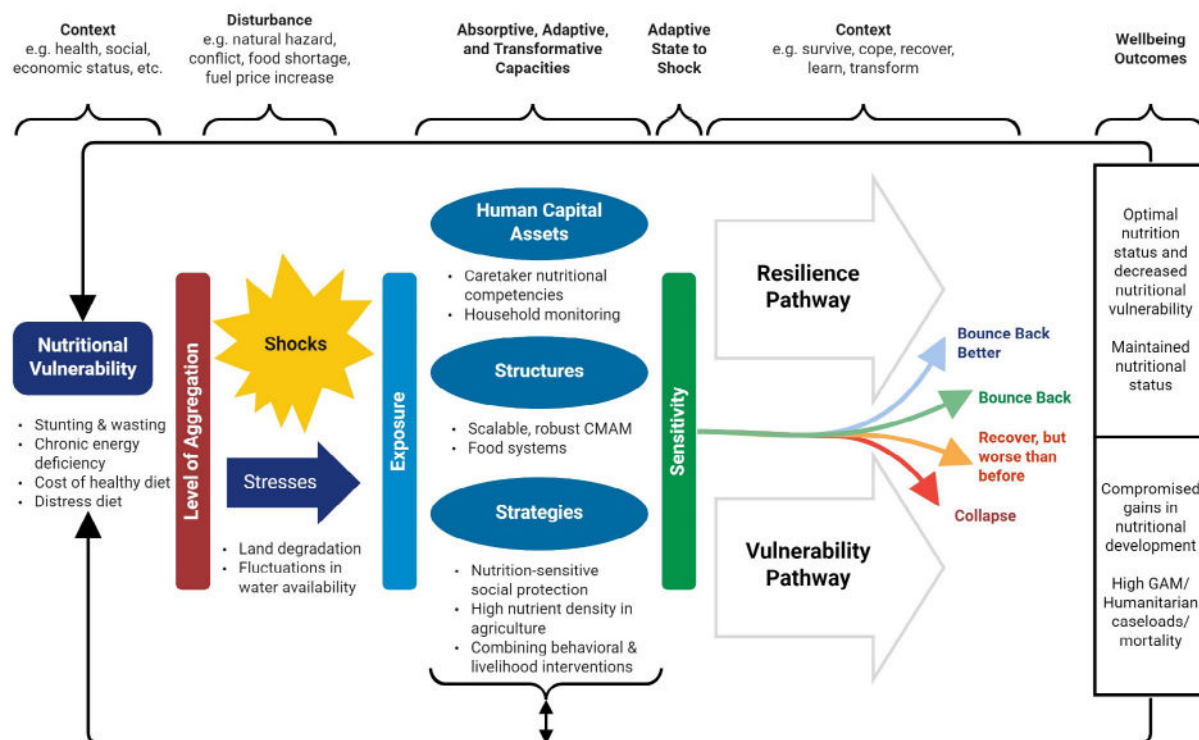 Context
e.g. health, social,
economic status, etc.
Disturbance
e.g. natural hazard,
conflict, food shortage,
fuel price increase
Absorptive, Adaptive,
and Transformative
Capacities
Adaptive
State to
Shock
Context
e.g. survive, cope, recover,
learn, transform
Wellbeing
Outcomes
Nutritional
Vulnerability
• Stunting & wasting
• Chronic energy
deficiency
• Cost of healthy diet
• Distress diet
Level of Aggregation
Shocks
Stresses
• Land degradation
• Fluctuations in
water availability
Exposure
Human Capital
Assets
• Caretaker nutritional
competencies
• Household monitoring
Structures
• Scalable, robust CMAM
• Food systems
Strategies
• Nutrition-sensitive
social protection
• High nutrient density in
agriculture
• Combining behavioral &
livelihood interventions
Sensitivity
Resilience
Pathway
Bounce Back
Better
Bounce Back
Recover, but
worse than
before
Collapse
Vulnerability
Pathway
Optimal
nutrition
status and
decreased
nutritional
vulnerability
Maintained
nutritional
status
Compromised
gains in
nutritional
development
High GAM/
Humanitarian
caseloads/
mortality